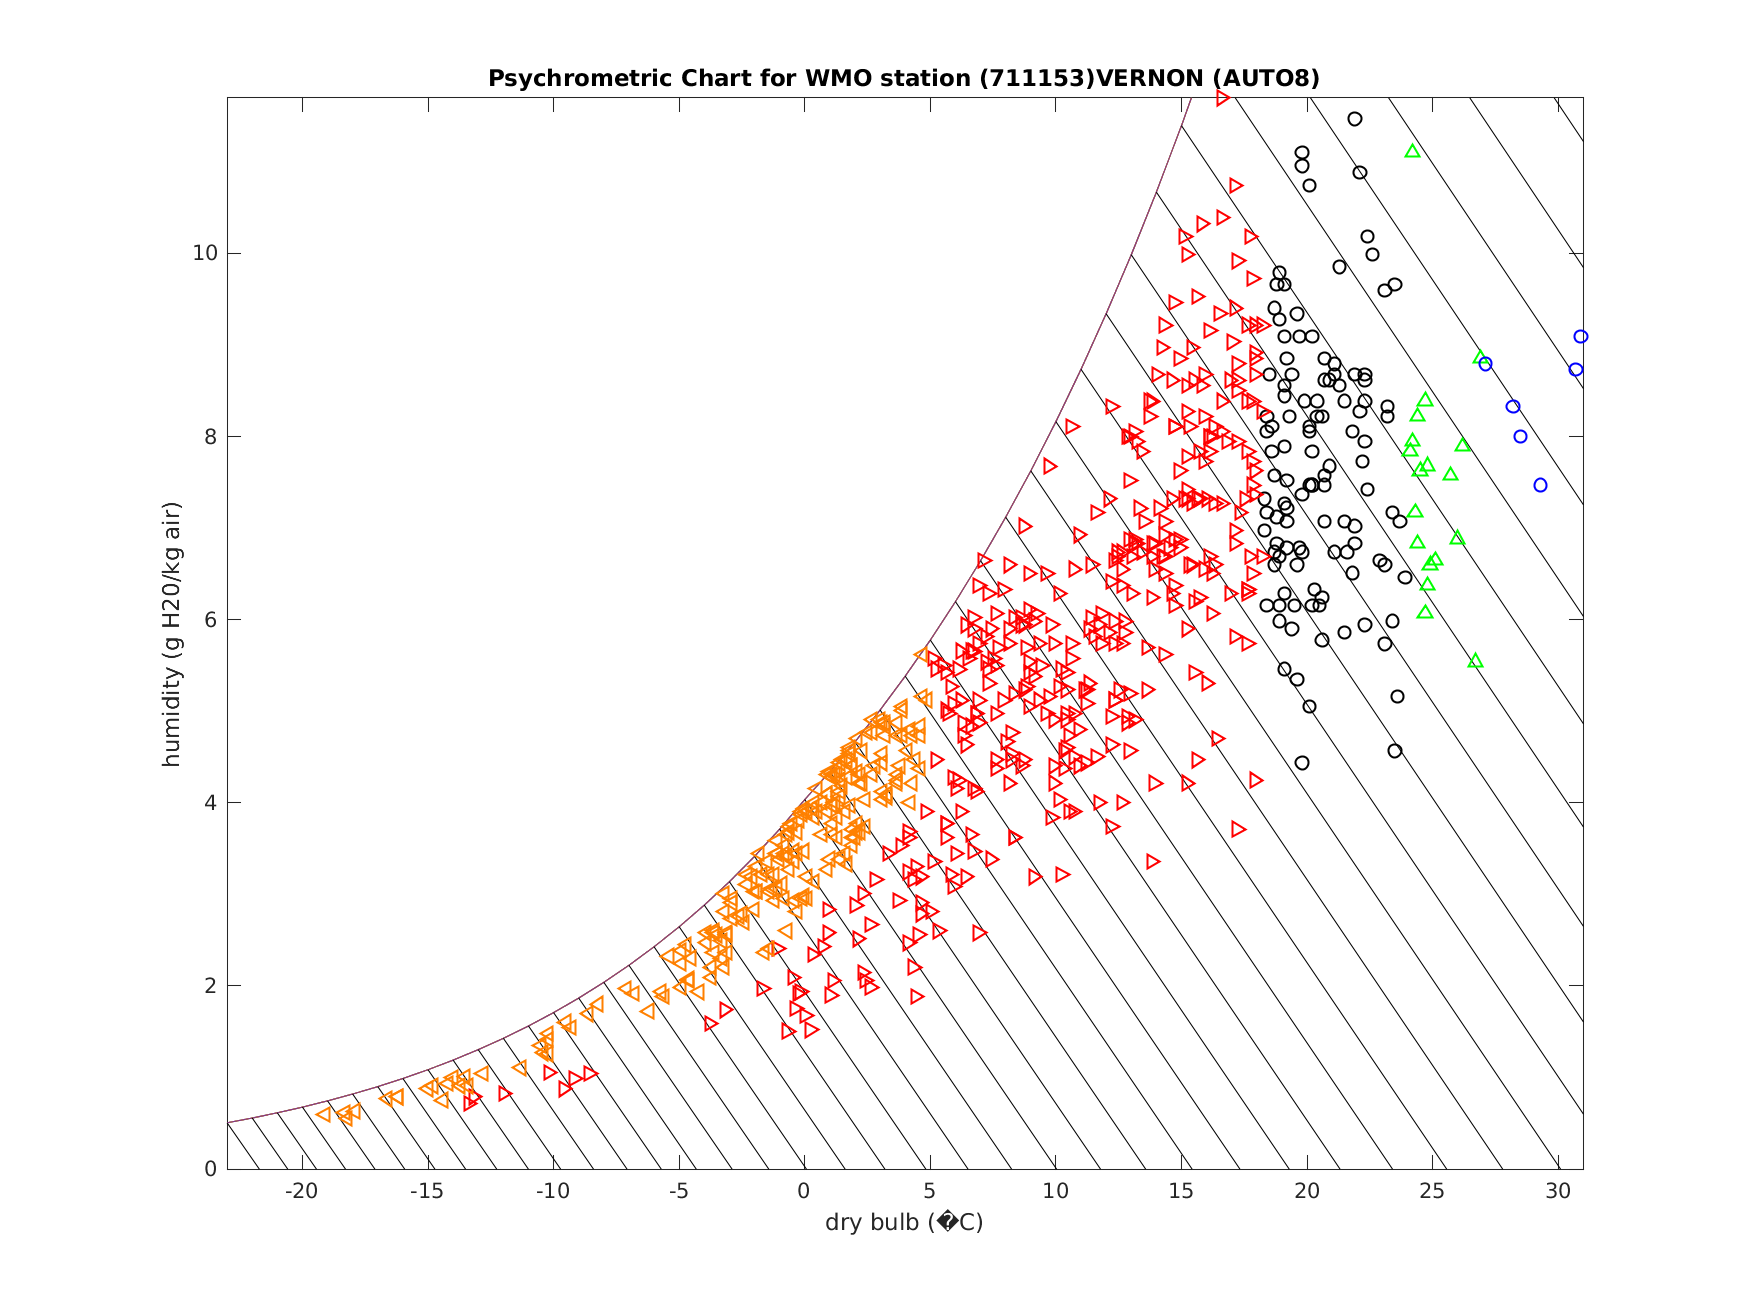 Psychrometric Chart for WMO station (711153)VERNON (AUTO8)
humidity (g H20/kg air)
10
8
6
4
2
0
-20 -15 -10 -5 0 5 10 15 20 25 30
dry bulb (�C)